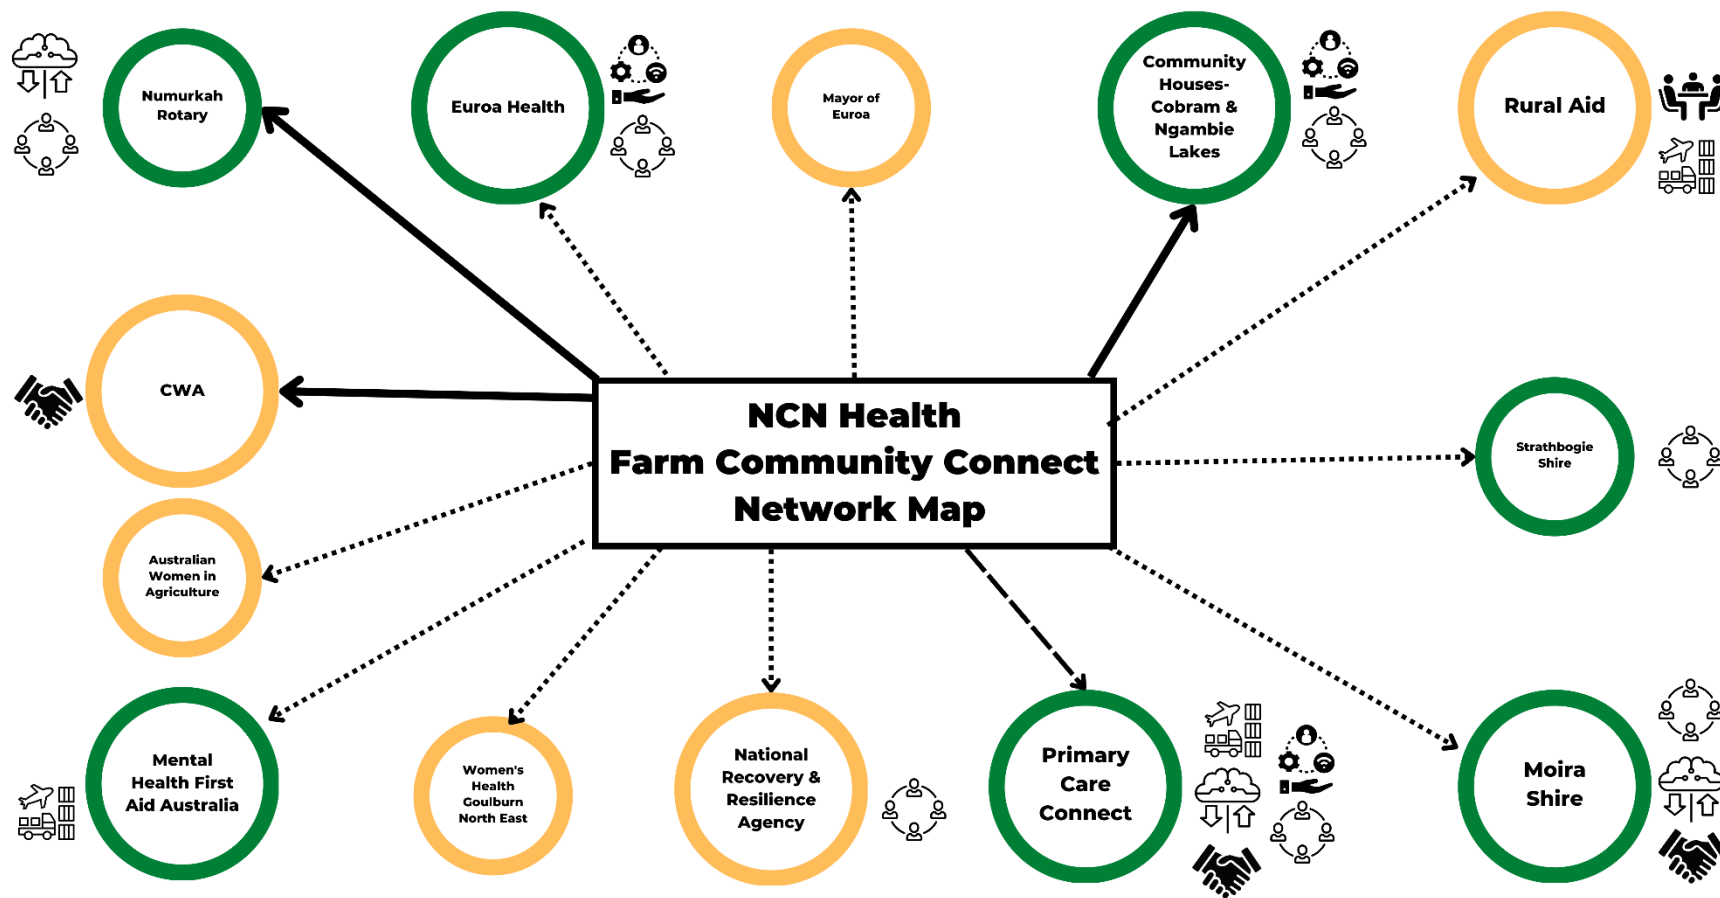 Numurkah
Rotary
Euroa Health
Mayor of
Euroa
Community
Houses-
Cobram &
Ngambie
Lakes
Rural Aid
CWA
NCN Health
Farm Community Connect
Network Map
Strathbogie
Shire
Australian
Women in
Agriculture
Mental
Health First
Aid Australia
Women's
Health
Goulburn
North East
National
Recovery &
Resilience
Agency
Primary
Care
Connect
Moira
Shire